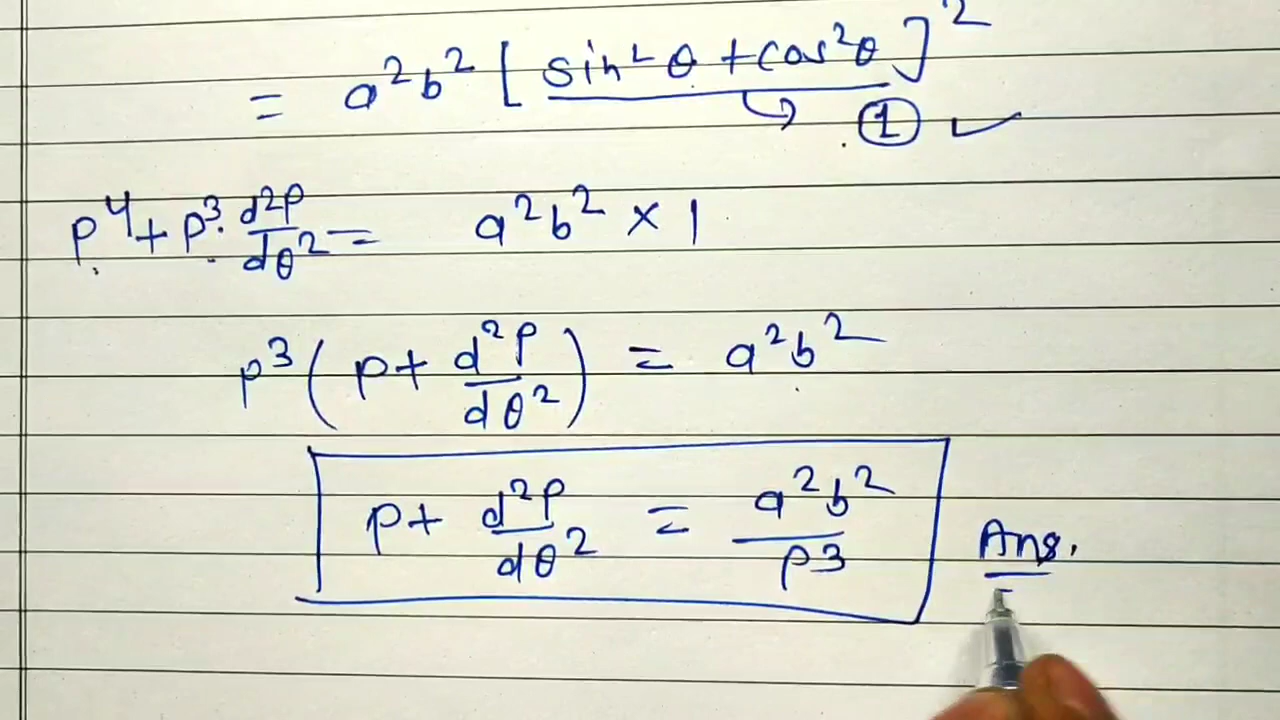 = a²b² [ sin²θ + cos²θ ]²
→ ① ✓
p⁴ + p³. d²p/dθ² = a²b² × 1
p³ ( p + d²p/dθ² ) = a²b²
p + d²p/dθ² = a²b²/p³ Ans.